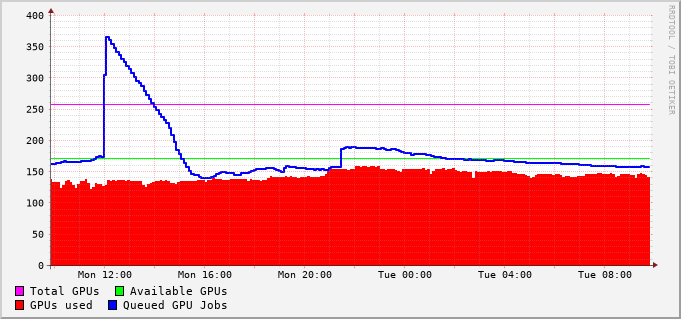 400
350
300
250
200
150
100
50
0
Mon 12:00 Mon 16:00 Mon 20:00 Tue 00:00 Tue 04:00 Tue 08:00
Total GPUs Available GPUs
GPUs used Queued GPU Jobs
RRDTOOL / TOBI OETIKER